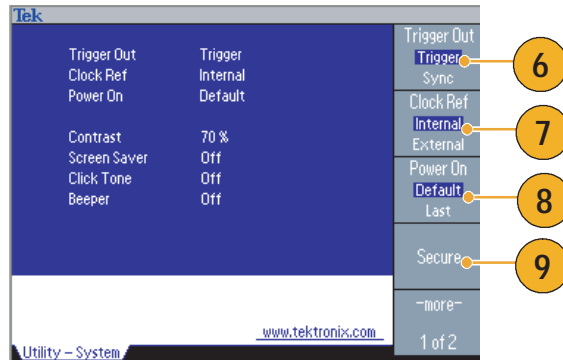 Tek
Trigger Out Trigger
Clock Ref Internal
Power On Default
Contrast 70 %
Screen Saver Off
Click Tone Off
Beeper Off
www.tektronix.com
Utility – System
Trigger Out
Trigger
Sync
6
Clock Ref
Internal
External
7
Power On
Default
Last
8
Secure
9
-more-
1 of 2